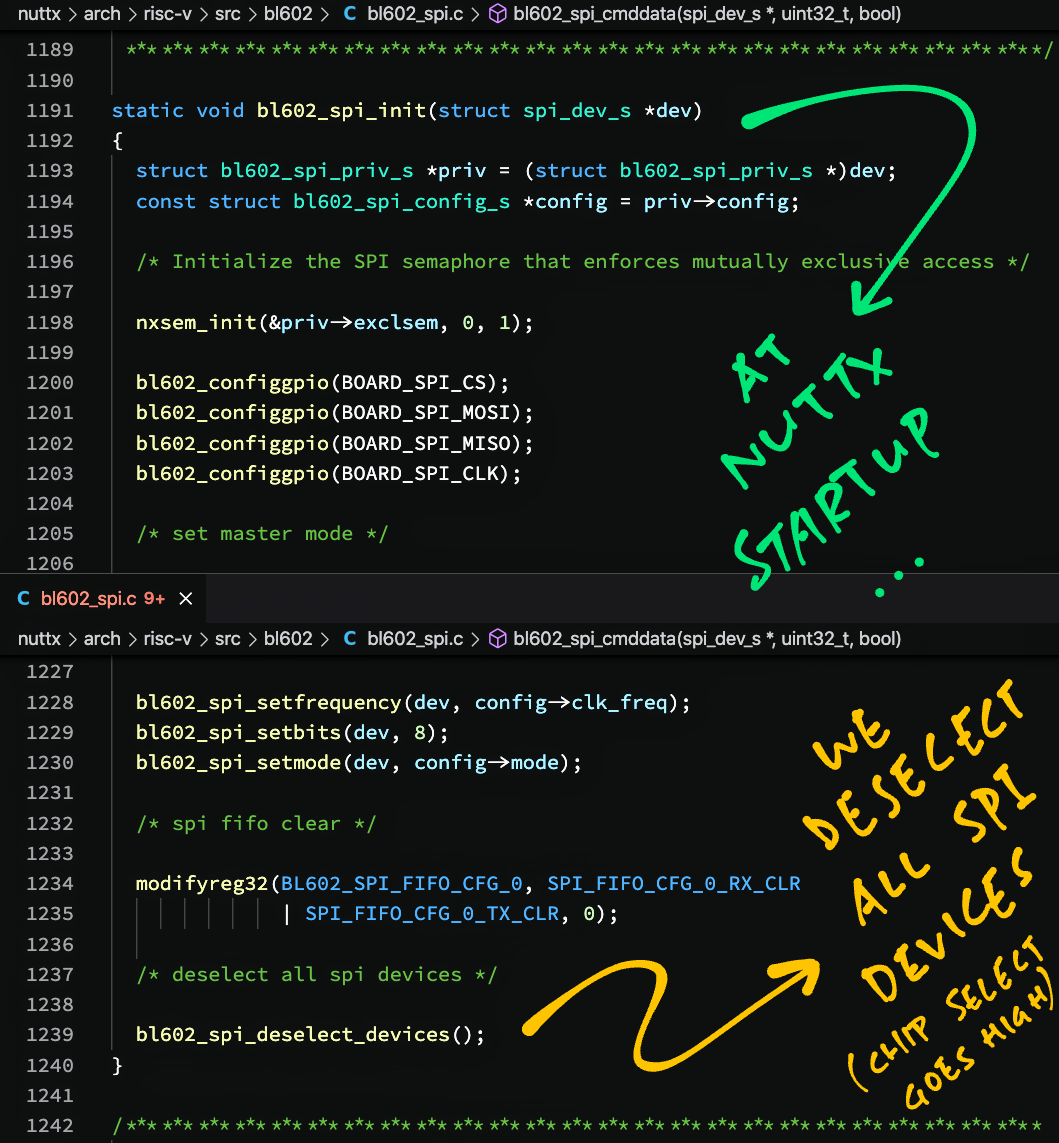 nuttx > arch > risc-v > src > bl602 > C bl602_spi.c > bl602_spi_cmddata(spi_dev_s *, uint32_t, bool)
1189 ****************************************************************************/
1190
1191 static void bl602_spi_init(struct spi_dev_s *dev)
1192 {
1193 struct bl602_spi_priv_s *priv = (struct bl602_spi_priv_s *)dev;
1194 const struct bl602_spi_config_s *config = priv->config;
1195
1196 /* Initialize the SPI semaphore that enforces mutually exclusive access */
1197
1198 nxsem_init(&priv->exclsem, 0, 1);
1199
1200 bl602_configgpio(BOARD_SPI_CS);
1201 bl602_configgpio(BOARD_SPI_MOSI);
1202 bl602_configgpio(BOARD_SPI_MISO);
1203 bl602_configgpio(BOARD_SPI_CLK);
1204
1205 /* set master mode */
1206
AT
NUTTX
STARTUP
...
C bl602_spi.c 9+ ×
nuttx > arch > risc-v > src > bl602 > C bl602_spi.c > bl602_spi_cmddata(spi_dev_s *, uint32_t, bool)
1227
1228 bl602_spi_setfrequency(dev, config->clk_freq);
1229 bl602_spi_setbits(dev, 8);
1230 bl602_spi_setmode(dev, config->mode);
1231
1232 /* spi fifo clear */
1233
1234 modifyreg32(BL602_SPI_FIFO_CFG_0, SPI_FIFO_CFG_0_RX_CLR
1235 | SPI_FIFO_CFG_0_TX_CLR, 0);
1236
1237 /* deselect all spi devices */
1238
1239 bl602_spi_deselect_devices();
1240 }
1241
1242 /****************************************************************************
WE
DESELECT
ALL SPI
DEVICES
(CHIP SELECT
GOES HIGH)